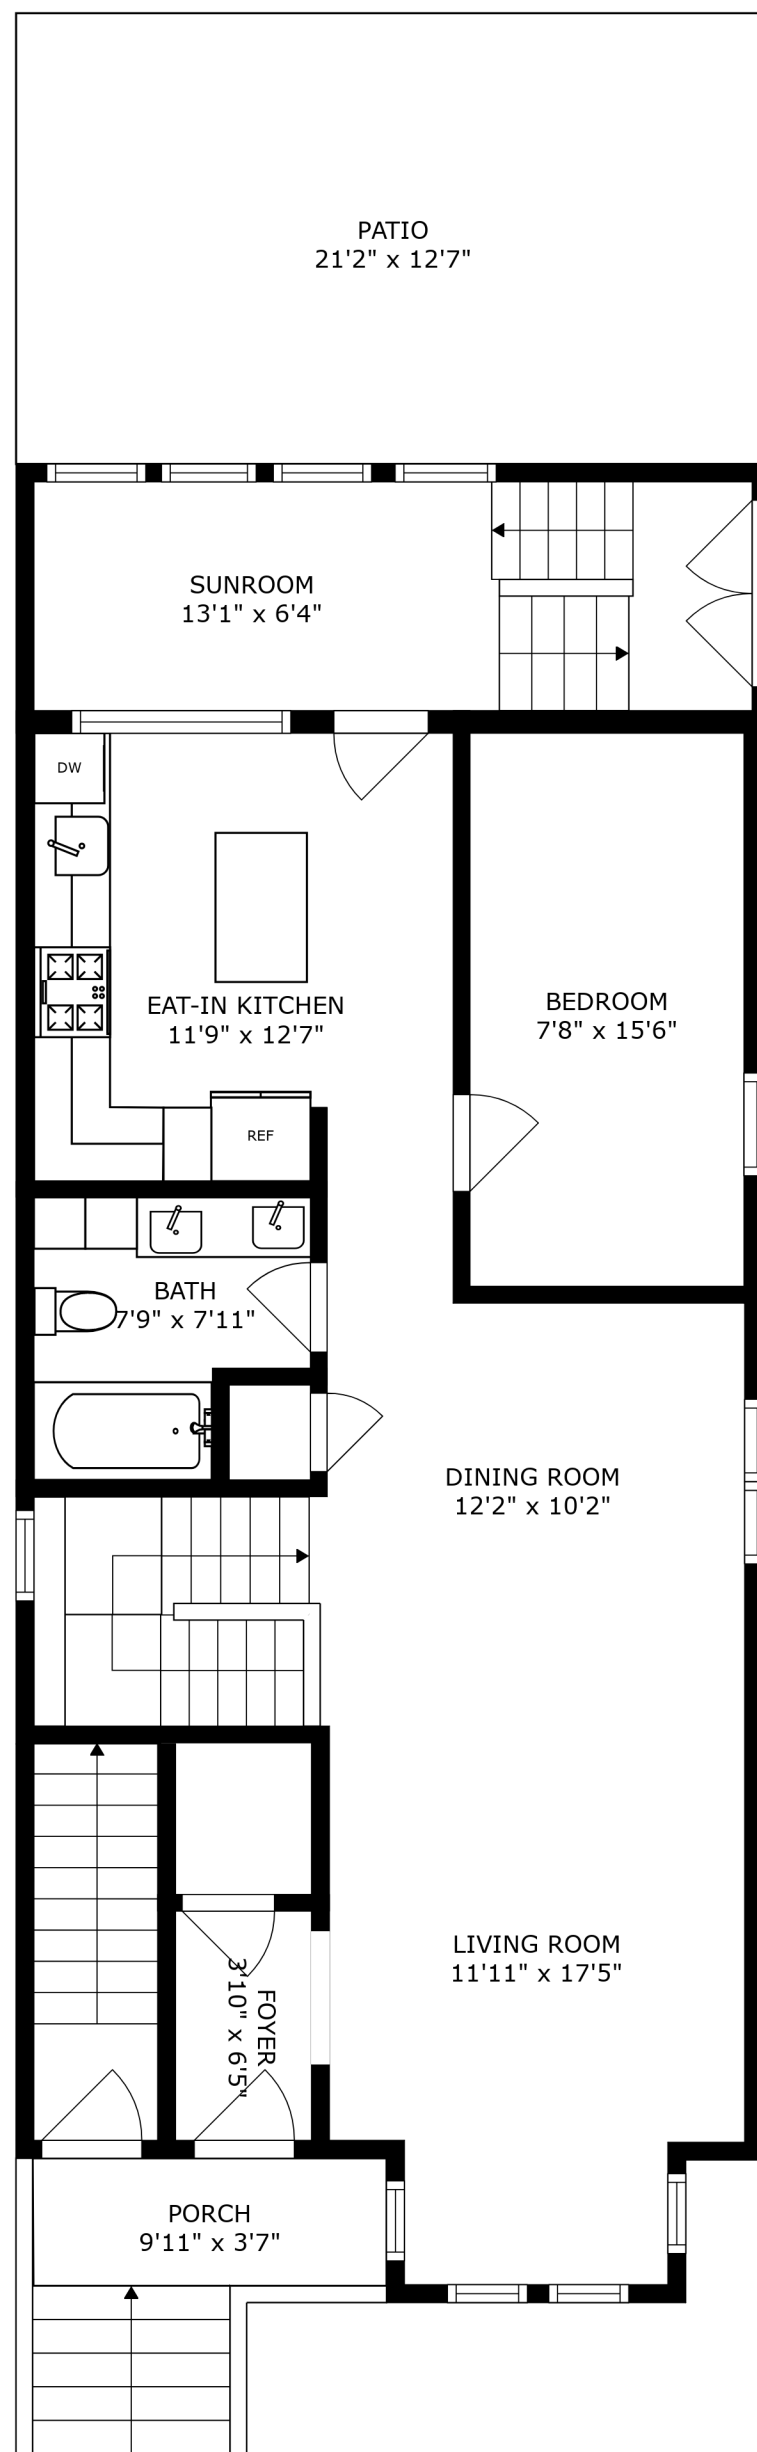 PATIO
21'2" x 12'7"
SUNROOM
13'1" x 6'4"
DW
EAT-IN KITCHEN
11'9" x 12'7"
BEDROOM
7'8" x 15'6"
REF
BATH
7'9" x 7'11"
DINING ROOM
12'2" x 10'2"
LIVING ROOM
11'11" x 17'5"
FOYER
3'10" x 6'5"
PORCH
9'11" x 3'7"